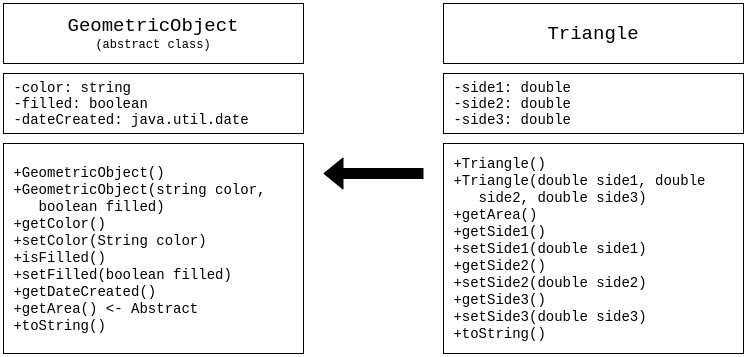 GeometricObject
(abstract class)
-color: string
-filled: boolean
-dateCreated: java.util.date
+GeometricObject()
+GeometricObject(string color,
boolean filled)
+getColor()
+setColor(String color)
+isFilled()
+setFilled(boolean filled)
+getDateCreated()
+getArea() <- Abstract
+toString()
Triangle
-side1: double
-side2: double
-side3: double
+Triangle()
+Triangle(double side1, double
side2, double side3)
+getArea()
+getSide1()
+setSide1(double side1)
+getSide2()
+setSide2(double side2)
+getSide3()
+setSide3(double side3)
+toString()